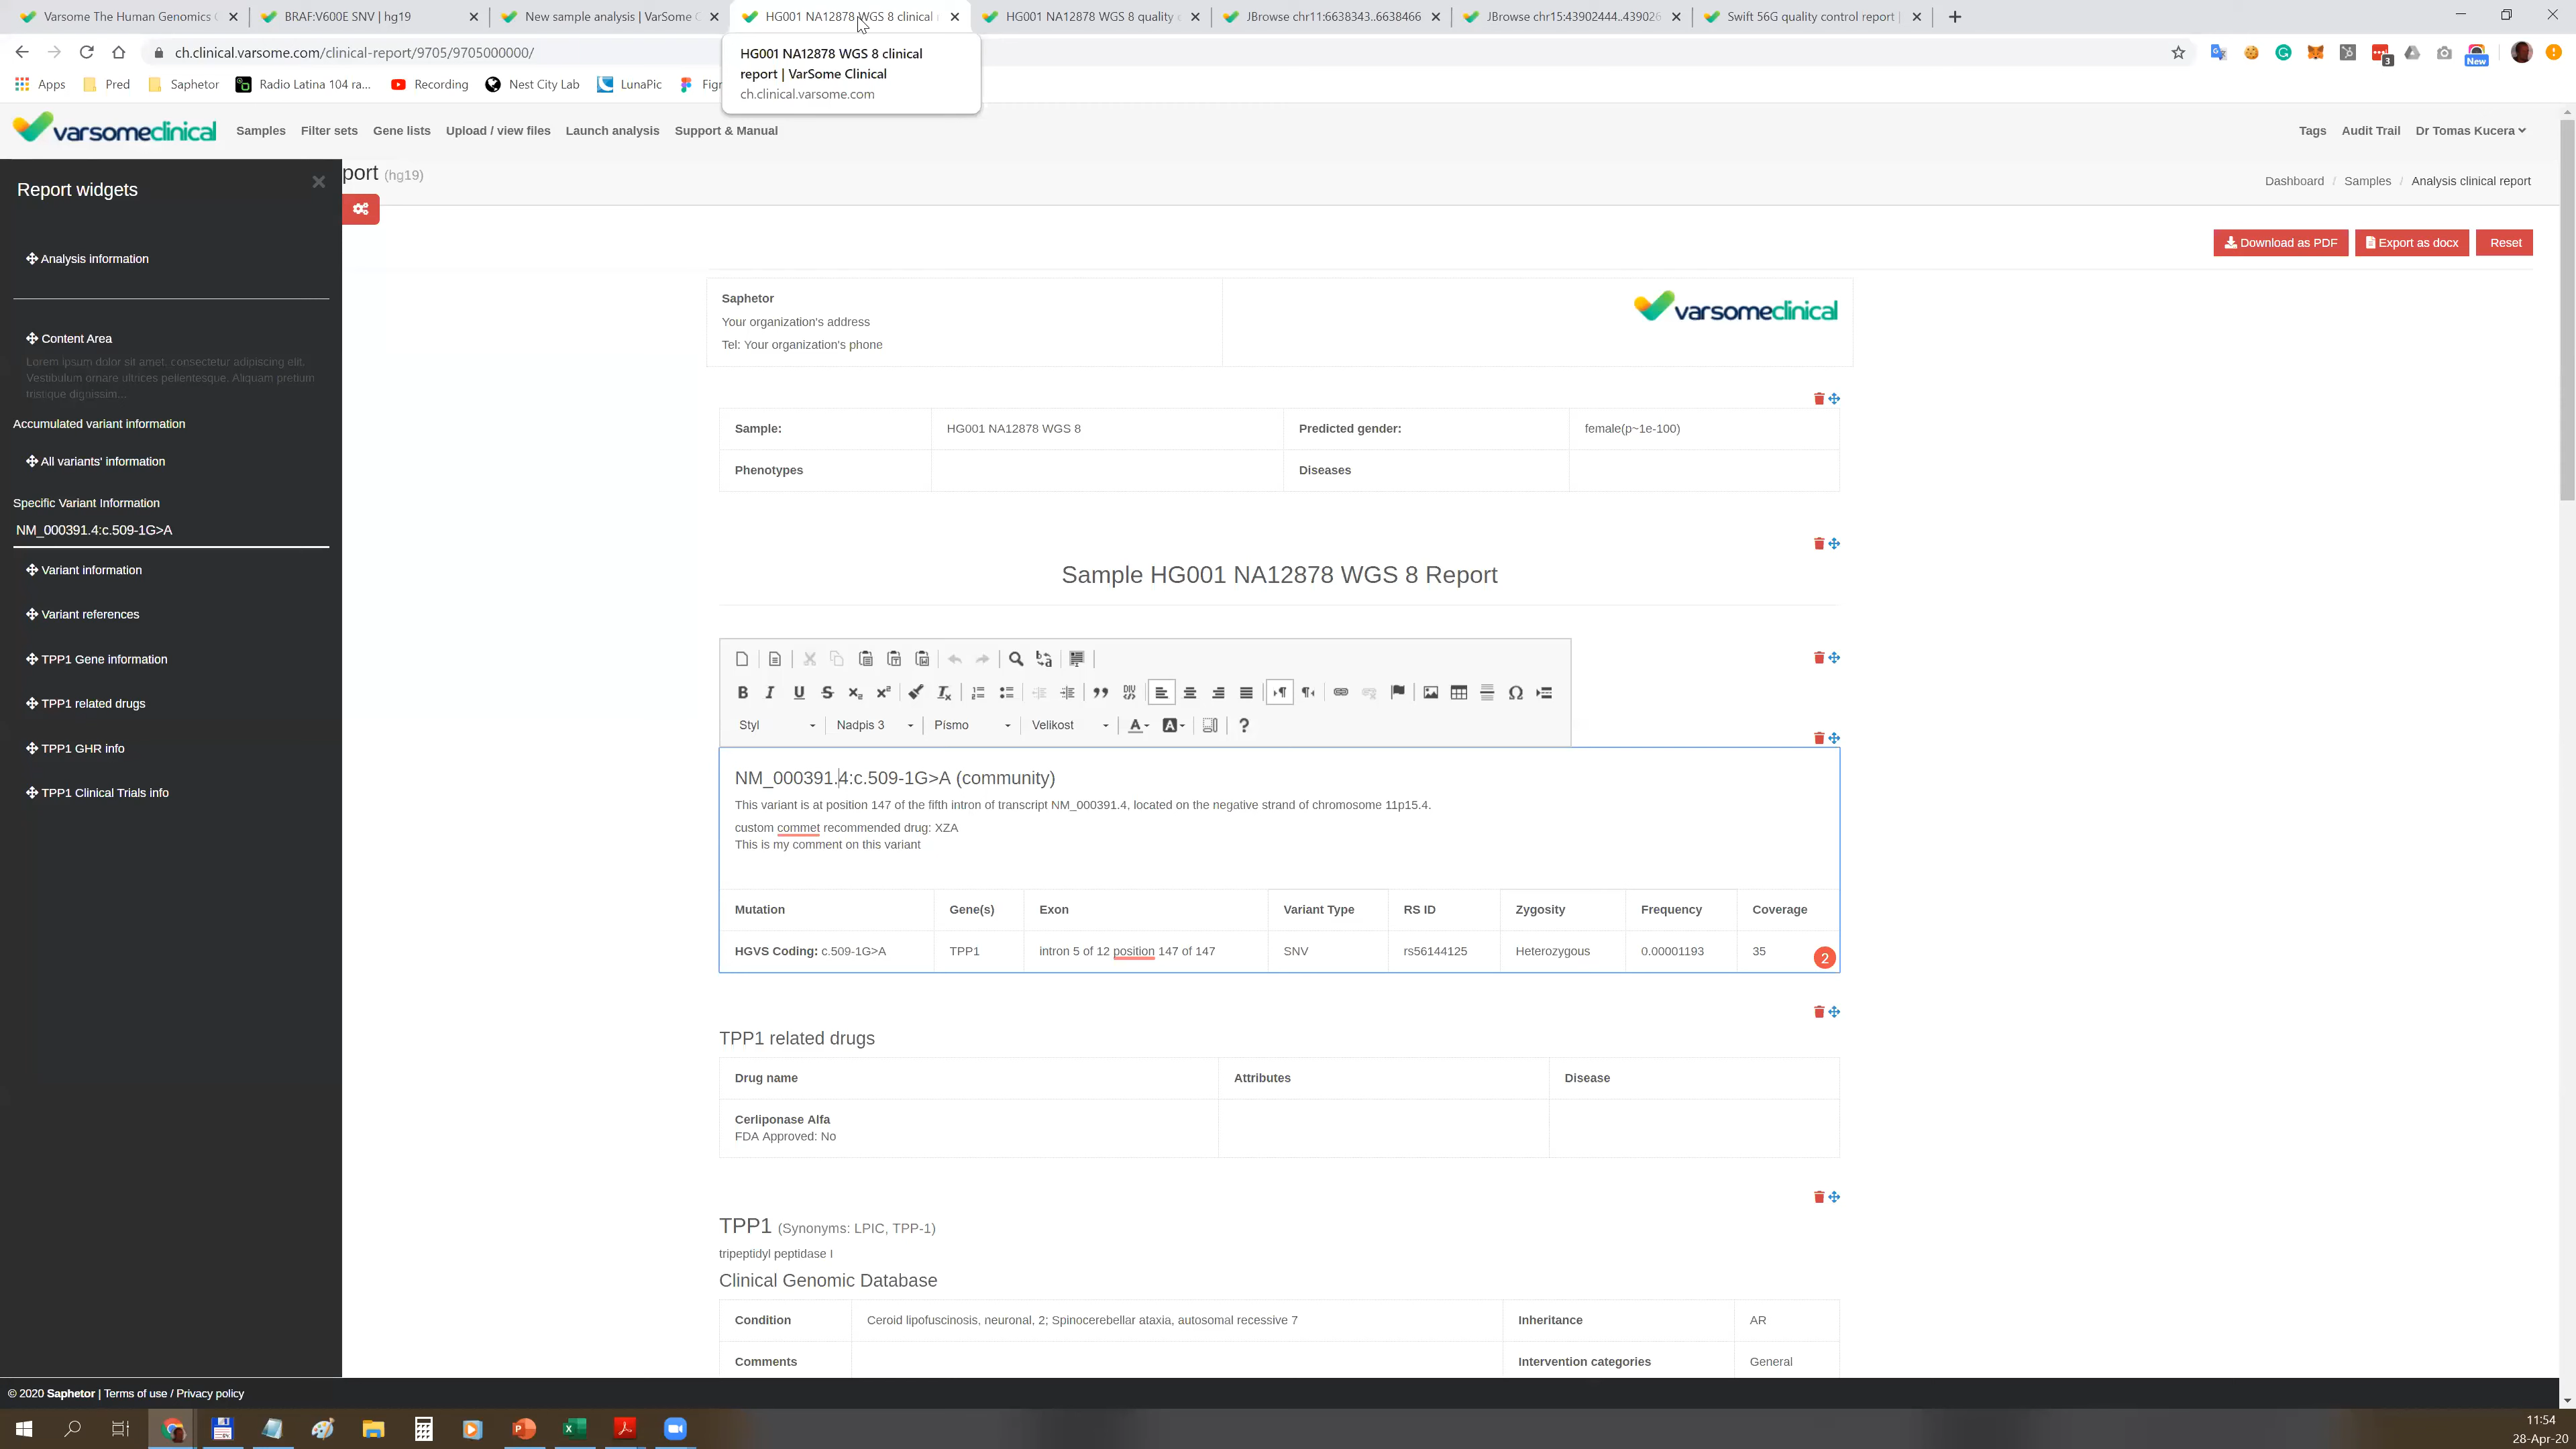 Varsome The Human Genomics
BRAF:V600E SNV | hg19
New sample analysis | VarSome C
HG001 NA12878 WGS 8 clinical
HG001 NA12878 WGS 8 quality c
JBrowse chr11:6638343..6638466
JBrowse chr15:43902444..439026
Swift 56G quality control report |
ch.clinical.varsome.com/clinical-report/9705/9705000000/
3
New
HG001 NA12878 WGS 8 clinical
report | VarSome Clinical
ch.clinical.varsome.com
Apps
Pred
Saphetor
Radio Latina 104 ra...
Recording
Nest City Lab
LunaPic
Figr
varsomeclinical
Samples
Filter sets
Gene lists
Upload / view files
Launch analysis
Support & Manual
Tags
Audit Trail
Dr Tomas Kucera
Report widgets
port (hg19)
Dashboard / Samples / Analysis clinical report
Download as PDF
Export as docx
Reset
Analysis information
Content Area
Lorem ipsum dolor sit amet, consectetur adipiscing elit.
Vestibulum ornare ultrices pellentesque. Aliquam pretium
tristique dignissim...
Accumulated variant information
All variants' information
Specific Variant Information
NM_000391.4:c.509-1G>A
Variant information
Variant references
TPP1 Gene information
TPP1 related drugs
TPP1 GHR info
TPP1 Clinical Trials info
Saphetor
Your organization's address
Tel: Your organization's phone
varsomeclinical
Sample: HG001 NA12878 WGS 8 Predicted gender: female(p~1e-100)
Phenotypes Diseases
Sample HG001 NA12878 WGS 8 Report
Styl
Nadpis 3
Písmo
Velikost
NM_000391.4:c.509-1G>A (community)
This variant is at position 147 of the fifth intron of transcript NM_000391.4, located on the negative strand of chromosome 11p15.4.
custom commet recommended drug: XZA
This is my comment on this variant
Mutation Gene(s) Exon Variant Type RS ID Zygosity Frequency Coverage
HGVS Coding: c.509-1G>A TPP1 intron 5 of 12 position 147 of 147 SNV rs56144125 Heterozygous 0.00001193 35
2
TPP1 related drugs
Drug name Attributes Disease
Cerliponase Alfa
FDA Approved: No
TPP1 (Synonyms: LPIC, TPP-1)
tripeptidyl peptidase I
Clinical Genomic Database
Condition Ceroid lipofuscinosis, neuronal, 2; Spinocerebellar ataxia, autosomal recessive 7 Inheritance AR
Comments Intervention categories General
© 2020 Saphetor | Terms of use / Privacy policy
11:54
28-Apr-20